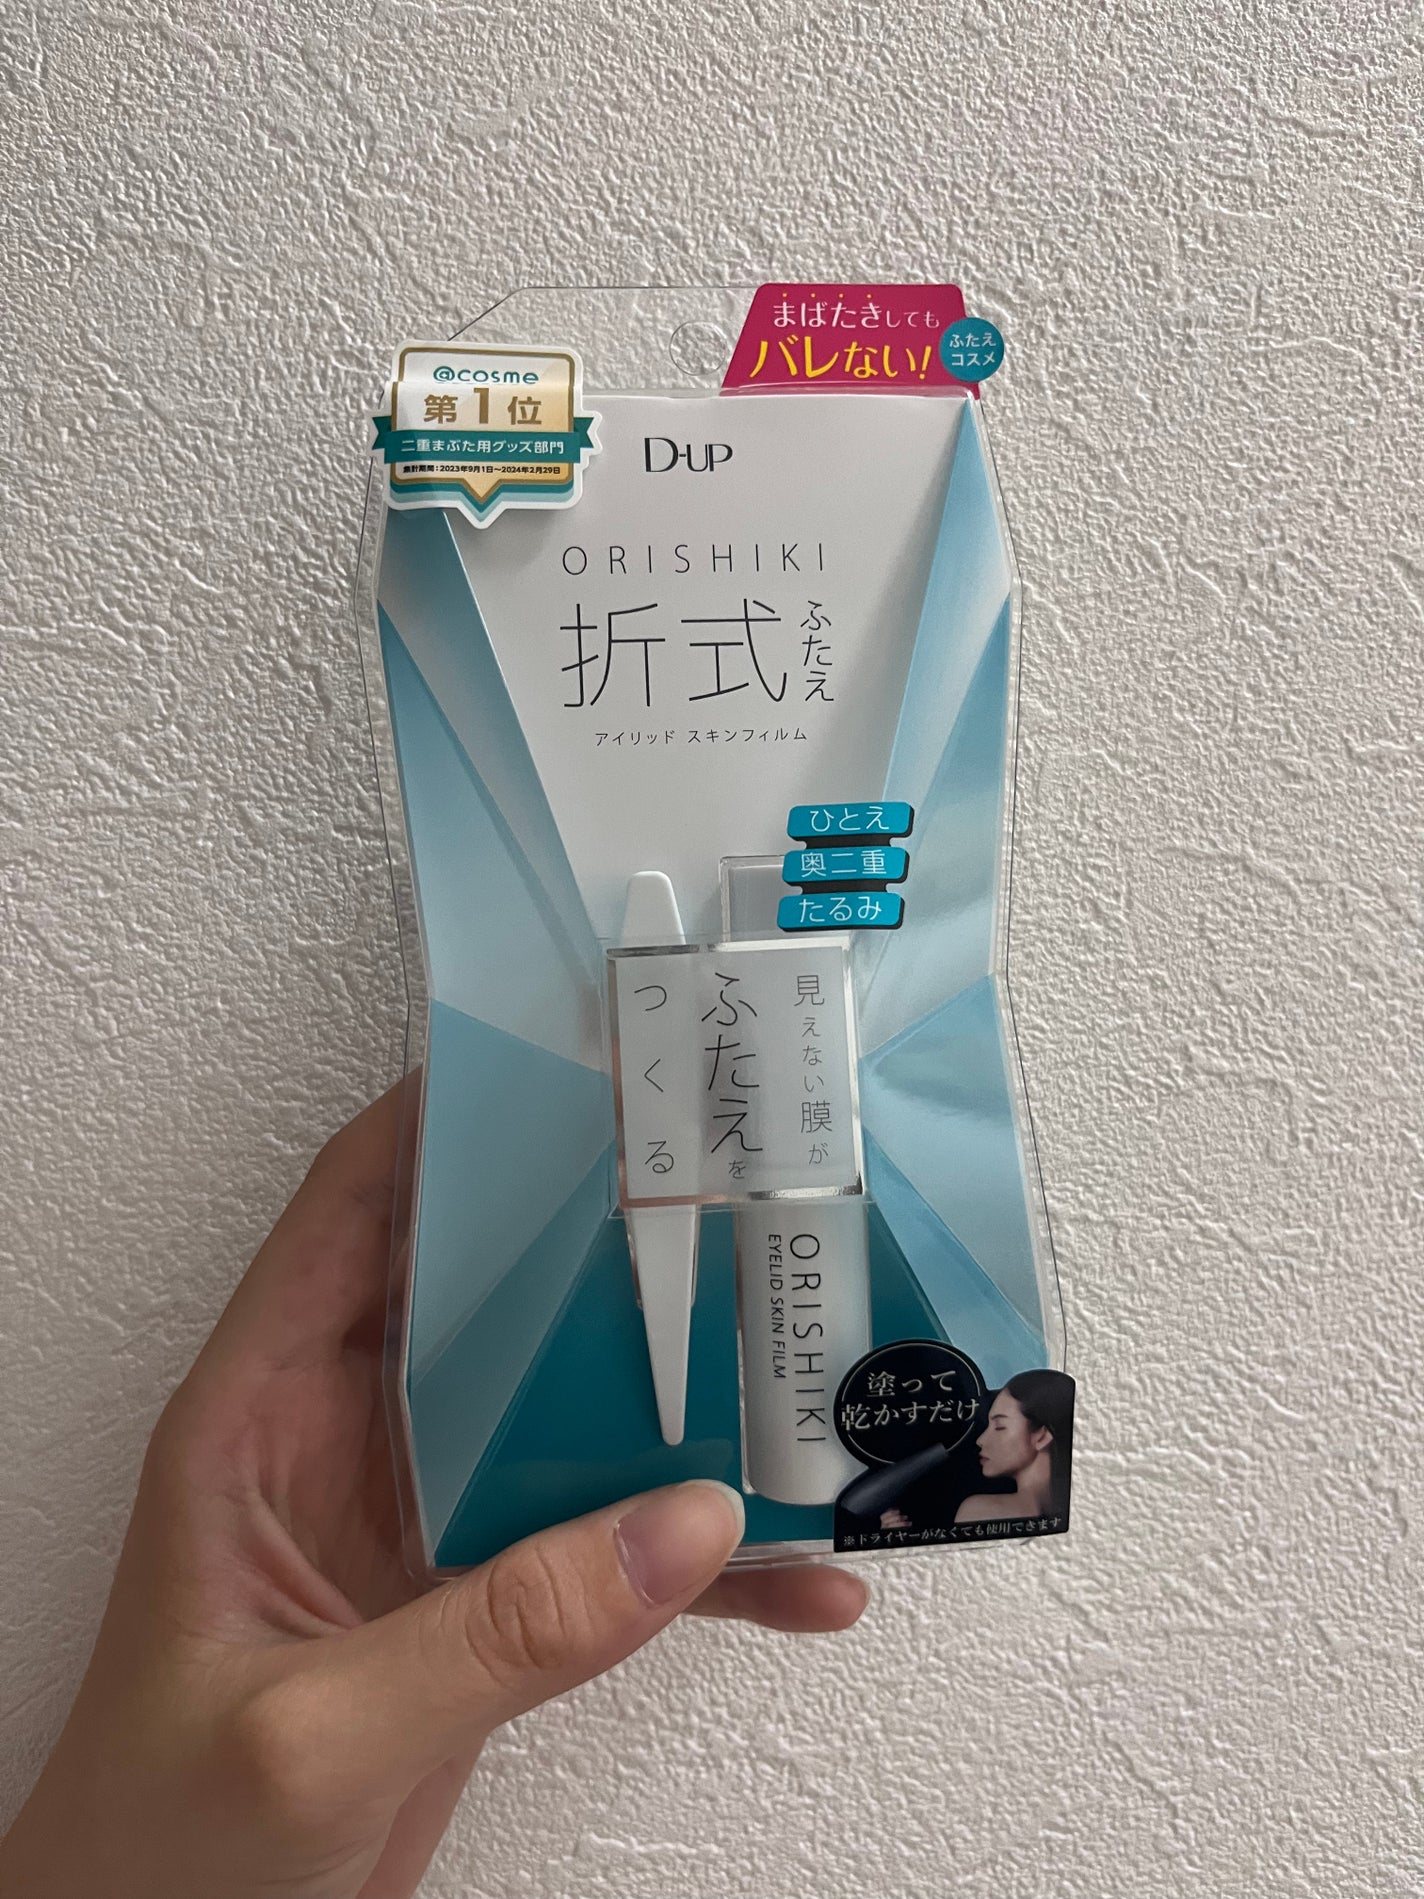 まばたきしても
バレない!
ふたえ
コスメ
@cosme
第1位
二重まぶた用グッズ部門
集計期間:2023年9月1日~2024年2月29日
D-UP
ORISHIKI
折式
ふたえ
アイリッド スキンフィルム
ひとえ
奥二重
たるみ
見えない膜が
ふたえを
つくる
ORISHIKI
EYELID SKIN FILM
塗って
乾かすだけ
※ドライヤーがなくても使用できます